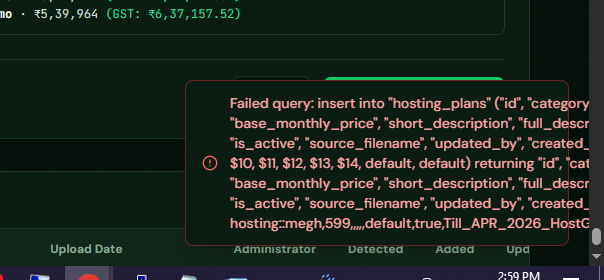 mo · ₹5,39,964 (GST: ₹6,37,157.52)
Failed query: insert into "hosting_plans" ("id", "category
"base_monthly_price", "short_description", "full_descr
"is_active", "source_filename", "updated_by", "created_
$10, $11, $12, $13, $14, default, default) returning "id", "cat
"base_monthly_price", "short_description", "full_descr
"is_active", "source_filename", "updated_by", "created_
hosting::megh,599,,,,,default,true,Till_APR_2026_HostG
Upload Date Administrator Detected Added Upd
2:59 PM